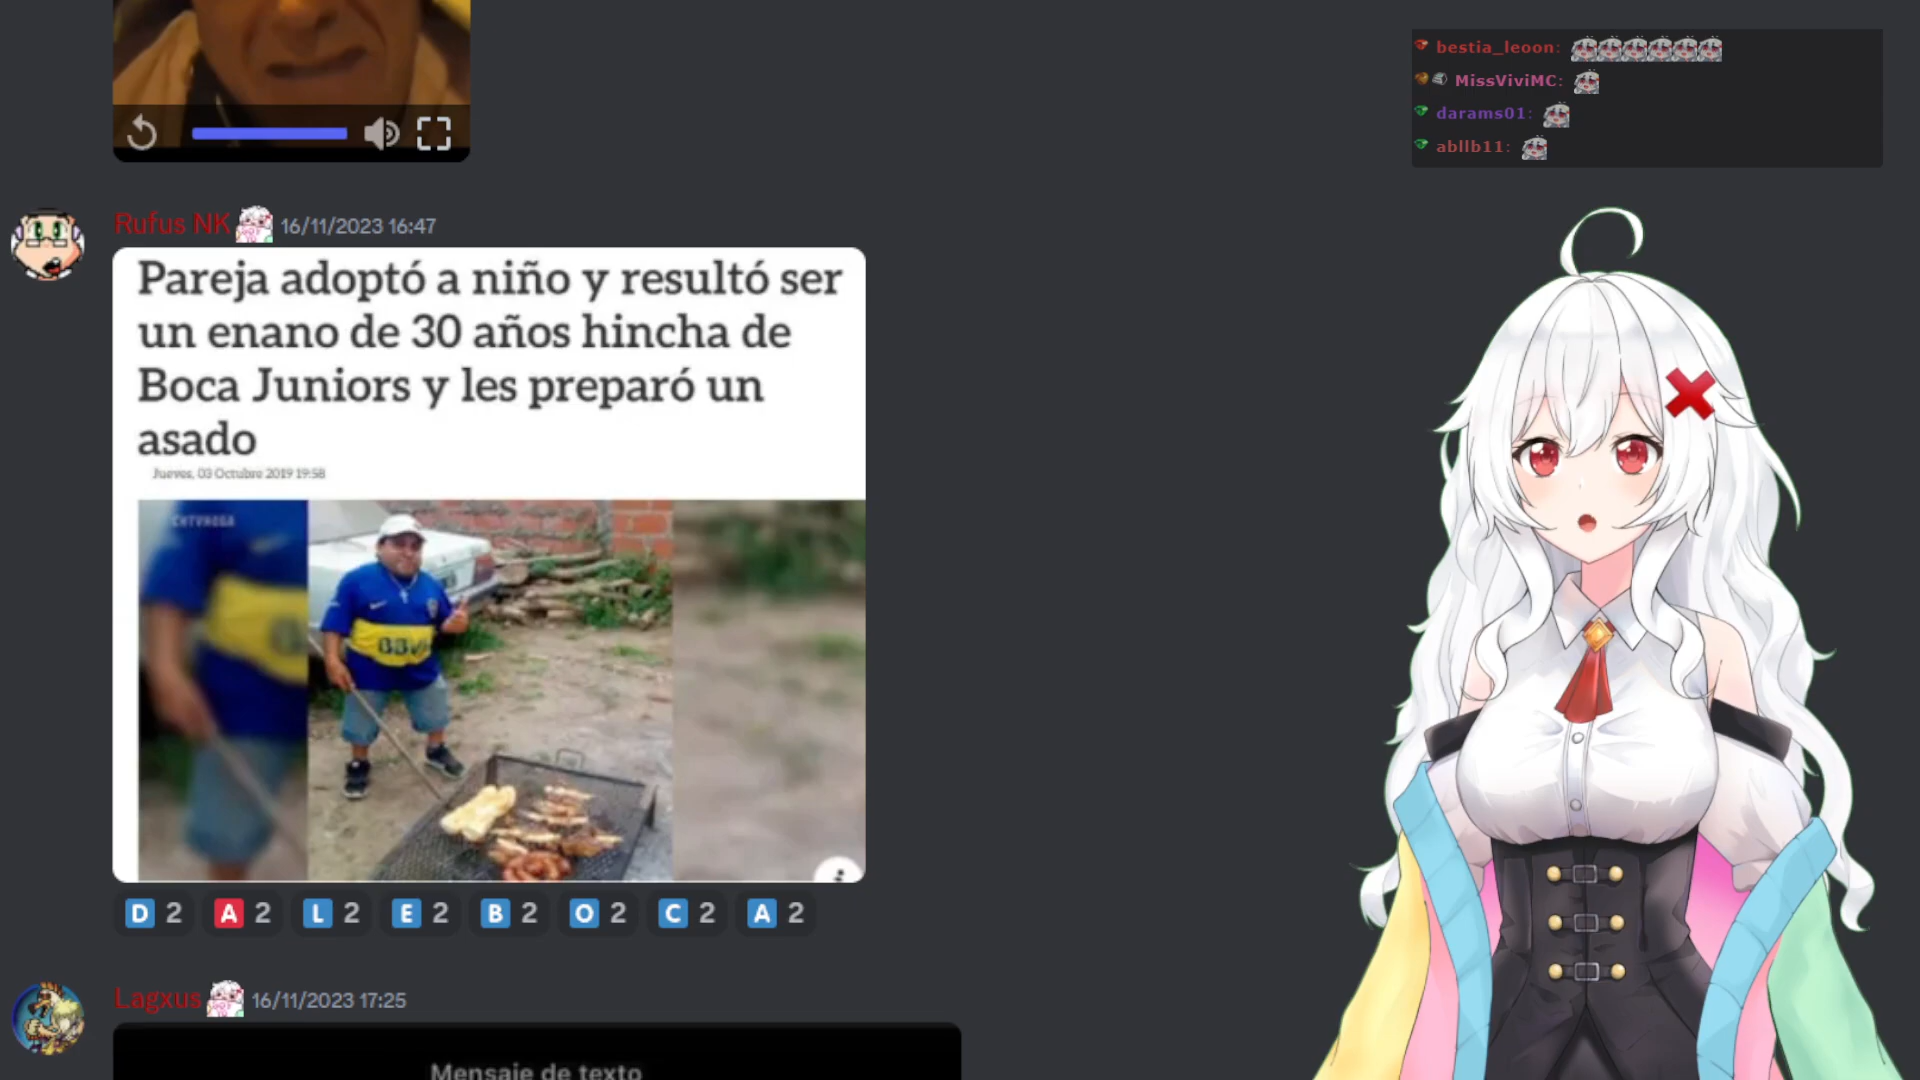 bestia_leoon:
MissViviMC:
darams01:
abllb11:
Rufus NK 16/11/2023 16:47
Pareja adoptó a niño y resultó ser
un enano de 30 años hincha de
Boca Juniors y les preparó un
asado
Jueves, 03 Octubre 2019 19:58
D 2 A 2 L 2 E 2 B 2 O 2 C 2 A 2
Lagxus 16/11/2023 17:25
Mensaje de texto